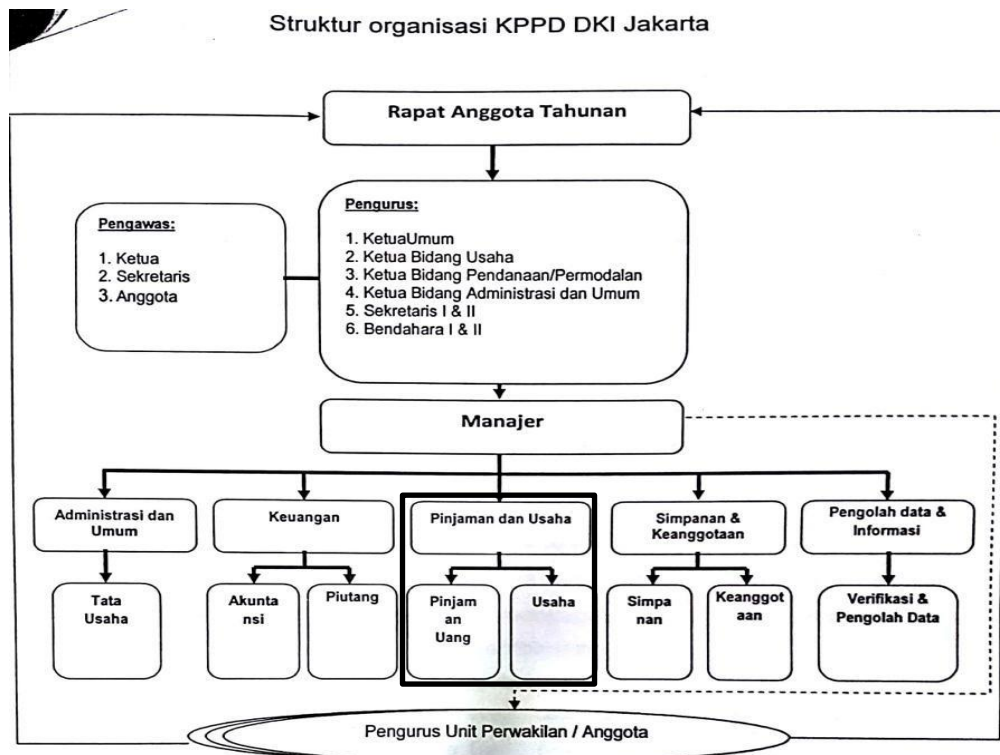 Struktur organisasi KPPD DKI Jakarta
Rapat Anggota Tahunan
Pengawas:
1. Ketua
2. Sekretaris
3. Anggota
Pengurus:
1. KetuaUmum
2. Ketua Bidang Usaha
3. Ketua Bidang Pendanaan/Permodalan
4. Ketua Bidang Administrasi dan Umum
5. Sekretaris I & II
6. Bendahara I & II
Manajer
Administrasi dan
Umum
Keuangan
Pinjaman dan Usaha
Simpanan &
Keanggotaan
Pengolah data &
Informasi
Tata
Usaha
Akunta
nsi
Piutang
Pinjam
an
Uang
Usaha
Simpa
nan
Keanggot
aan
Verifikasi &
Pengolah Data
Pengurus Unit Perwakilan / Anggota